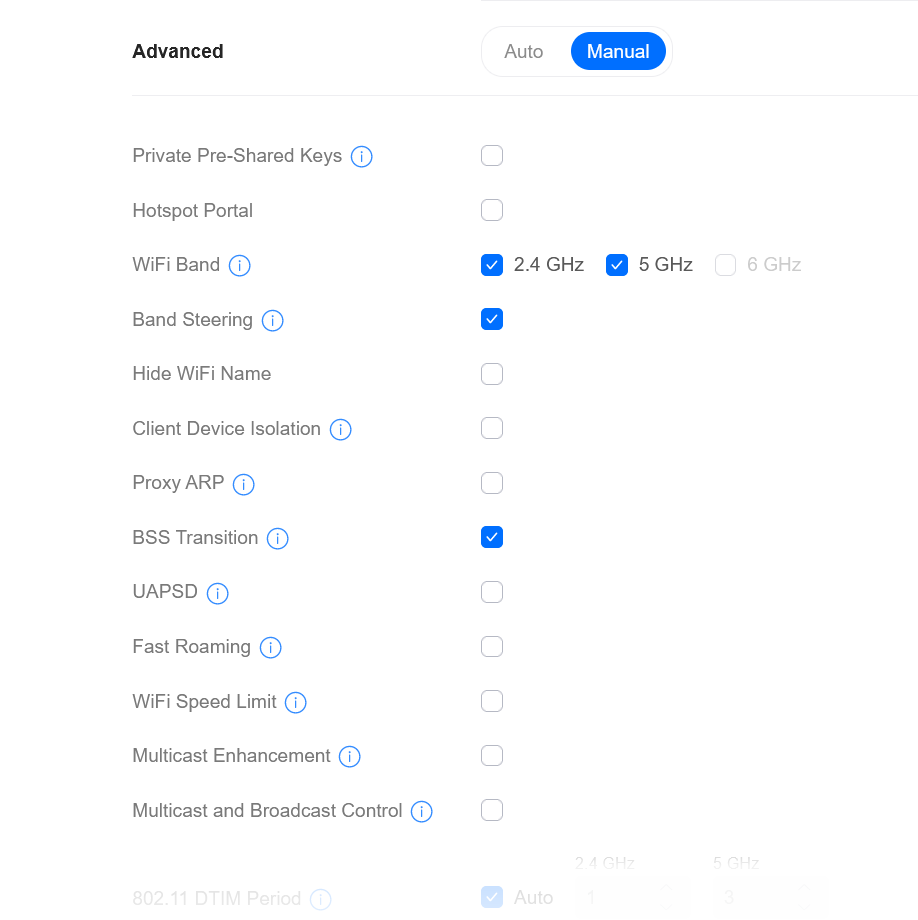 Advanced Auto Manual
Private Pre-Shared Keys
Hotspot Portal
WiFi Band 2.4 GHz 5 GHz 6 GHz
Band Steering
Hide WiFi Name
Client Device Isolation
Proxy ARP
BSS Transition
UAPSD
Fast Roaming
WiFi Speed Limit
Multicast Enhancement
Multicast and Broadcast Control
2.4 GHz 5 GHz
802.11 DTIM Period Auto 1 3